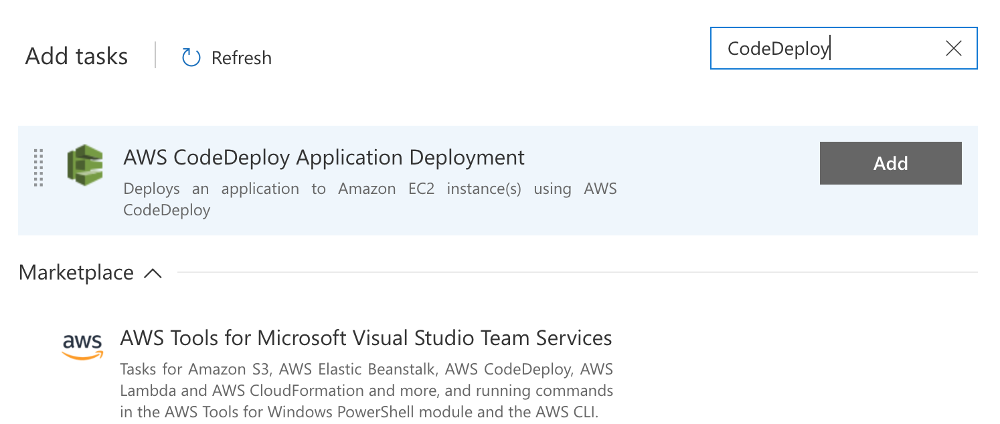 Add tasks
Refresh
CodeDeploy
AWS CodeDeploy Application Deployment
Add
Deploys an application to Amazon EC2 instance(s) using AWS
CodeDeploy
Marketplace
aws
AWS Tools for Microsoft Visual Studio Team Services
Tasks for Amazon S3, AWS Elastic Beanstalk, AWS CodeDeploy, AWS
Lambda and AWS CloudFormation and more, and running commands
in the AWS Tools for Windows PowerShell module and the AWS CLI.